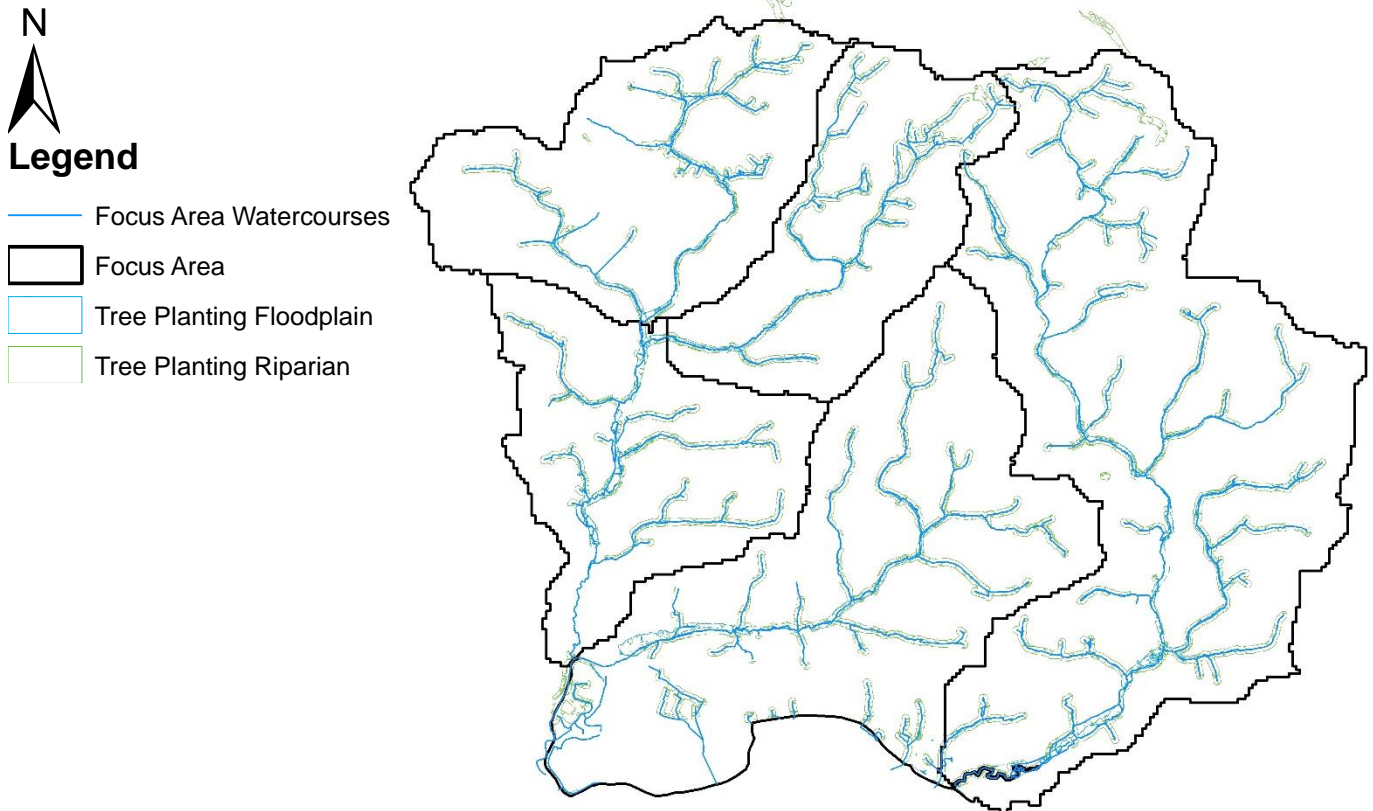 N
Legend
Focus Area Watercourses
Focus Area
Tree Planting Floodplain
Tree Planting Riparian